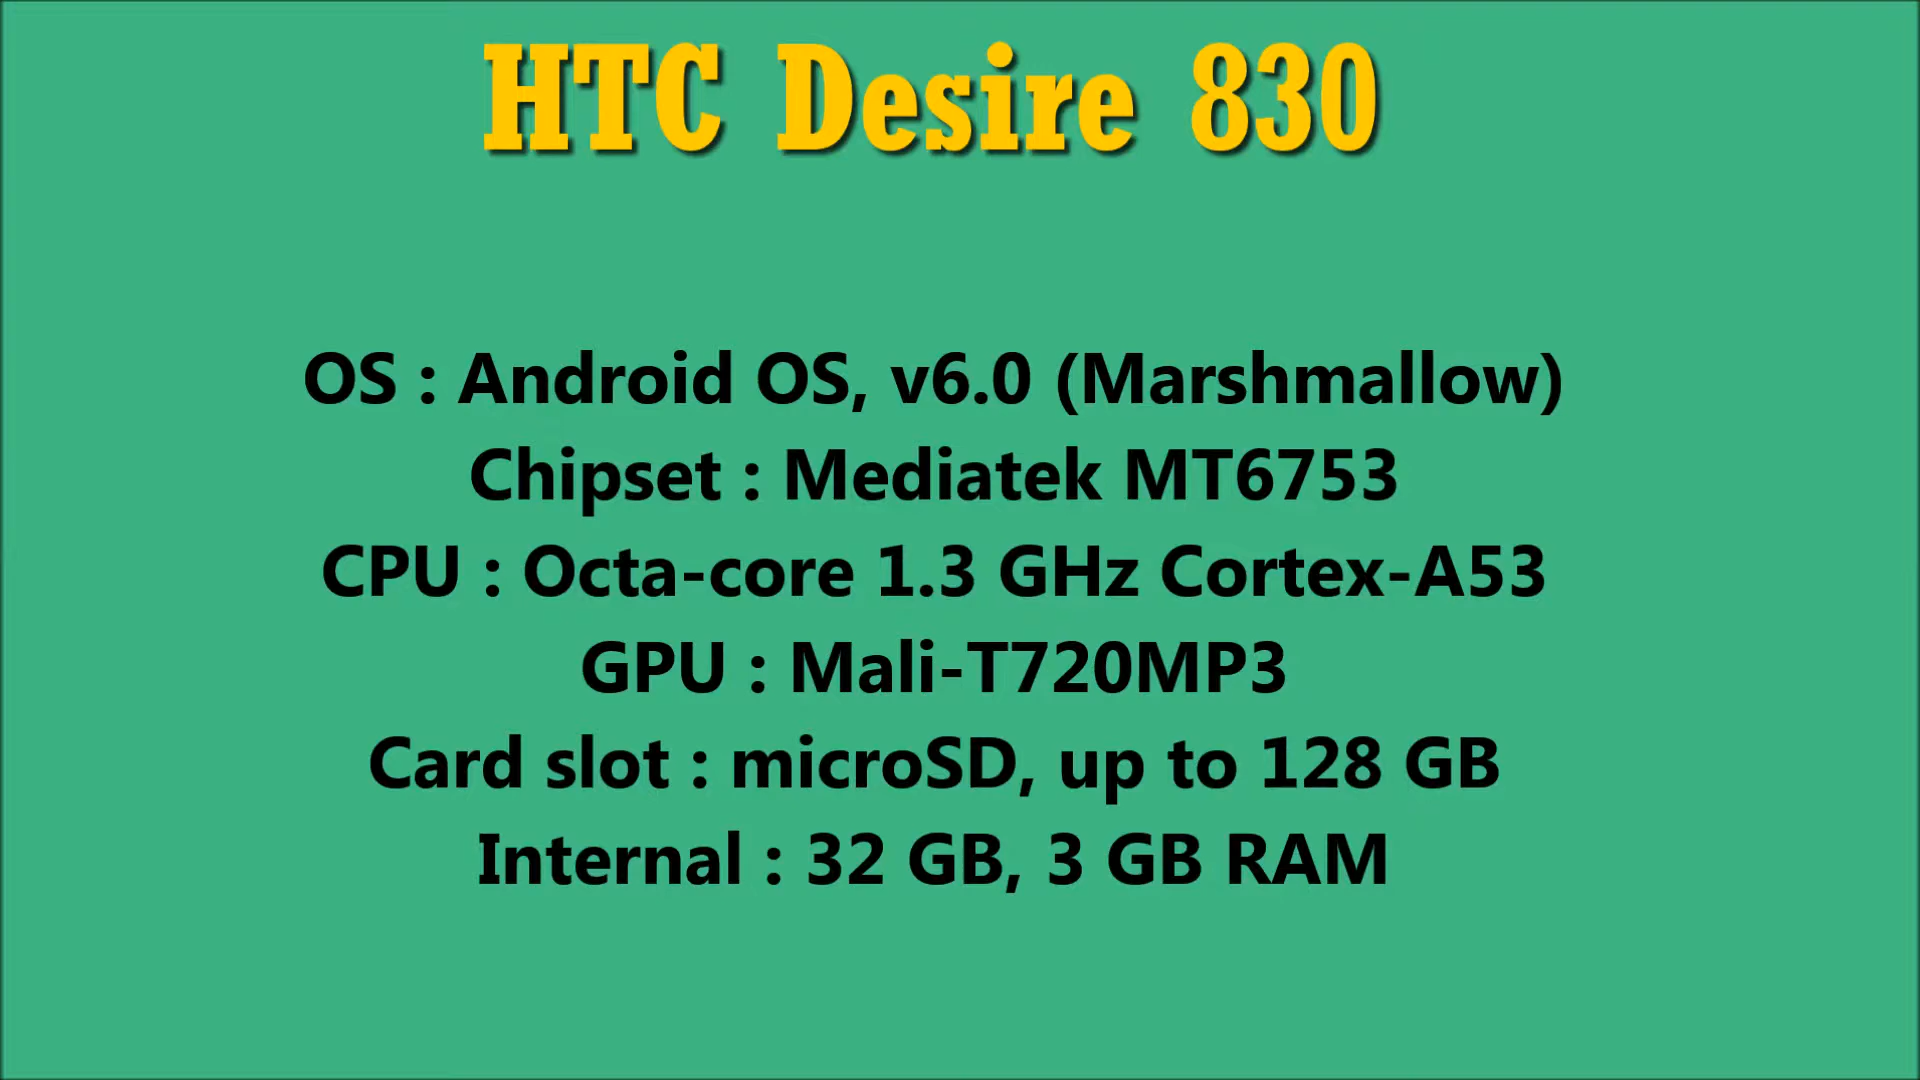 HTC Desire 830
OS : Android OS, v6.0 (Marshmallow)
Chipset : Mediatek MT6753
CPU : Octa-core 1.3 GHz Cortex-A53
GPU : Mali-T720MP3
Card slot : microSD, up to 128 GB
Internal : 32 GB, 3 GB RAM